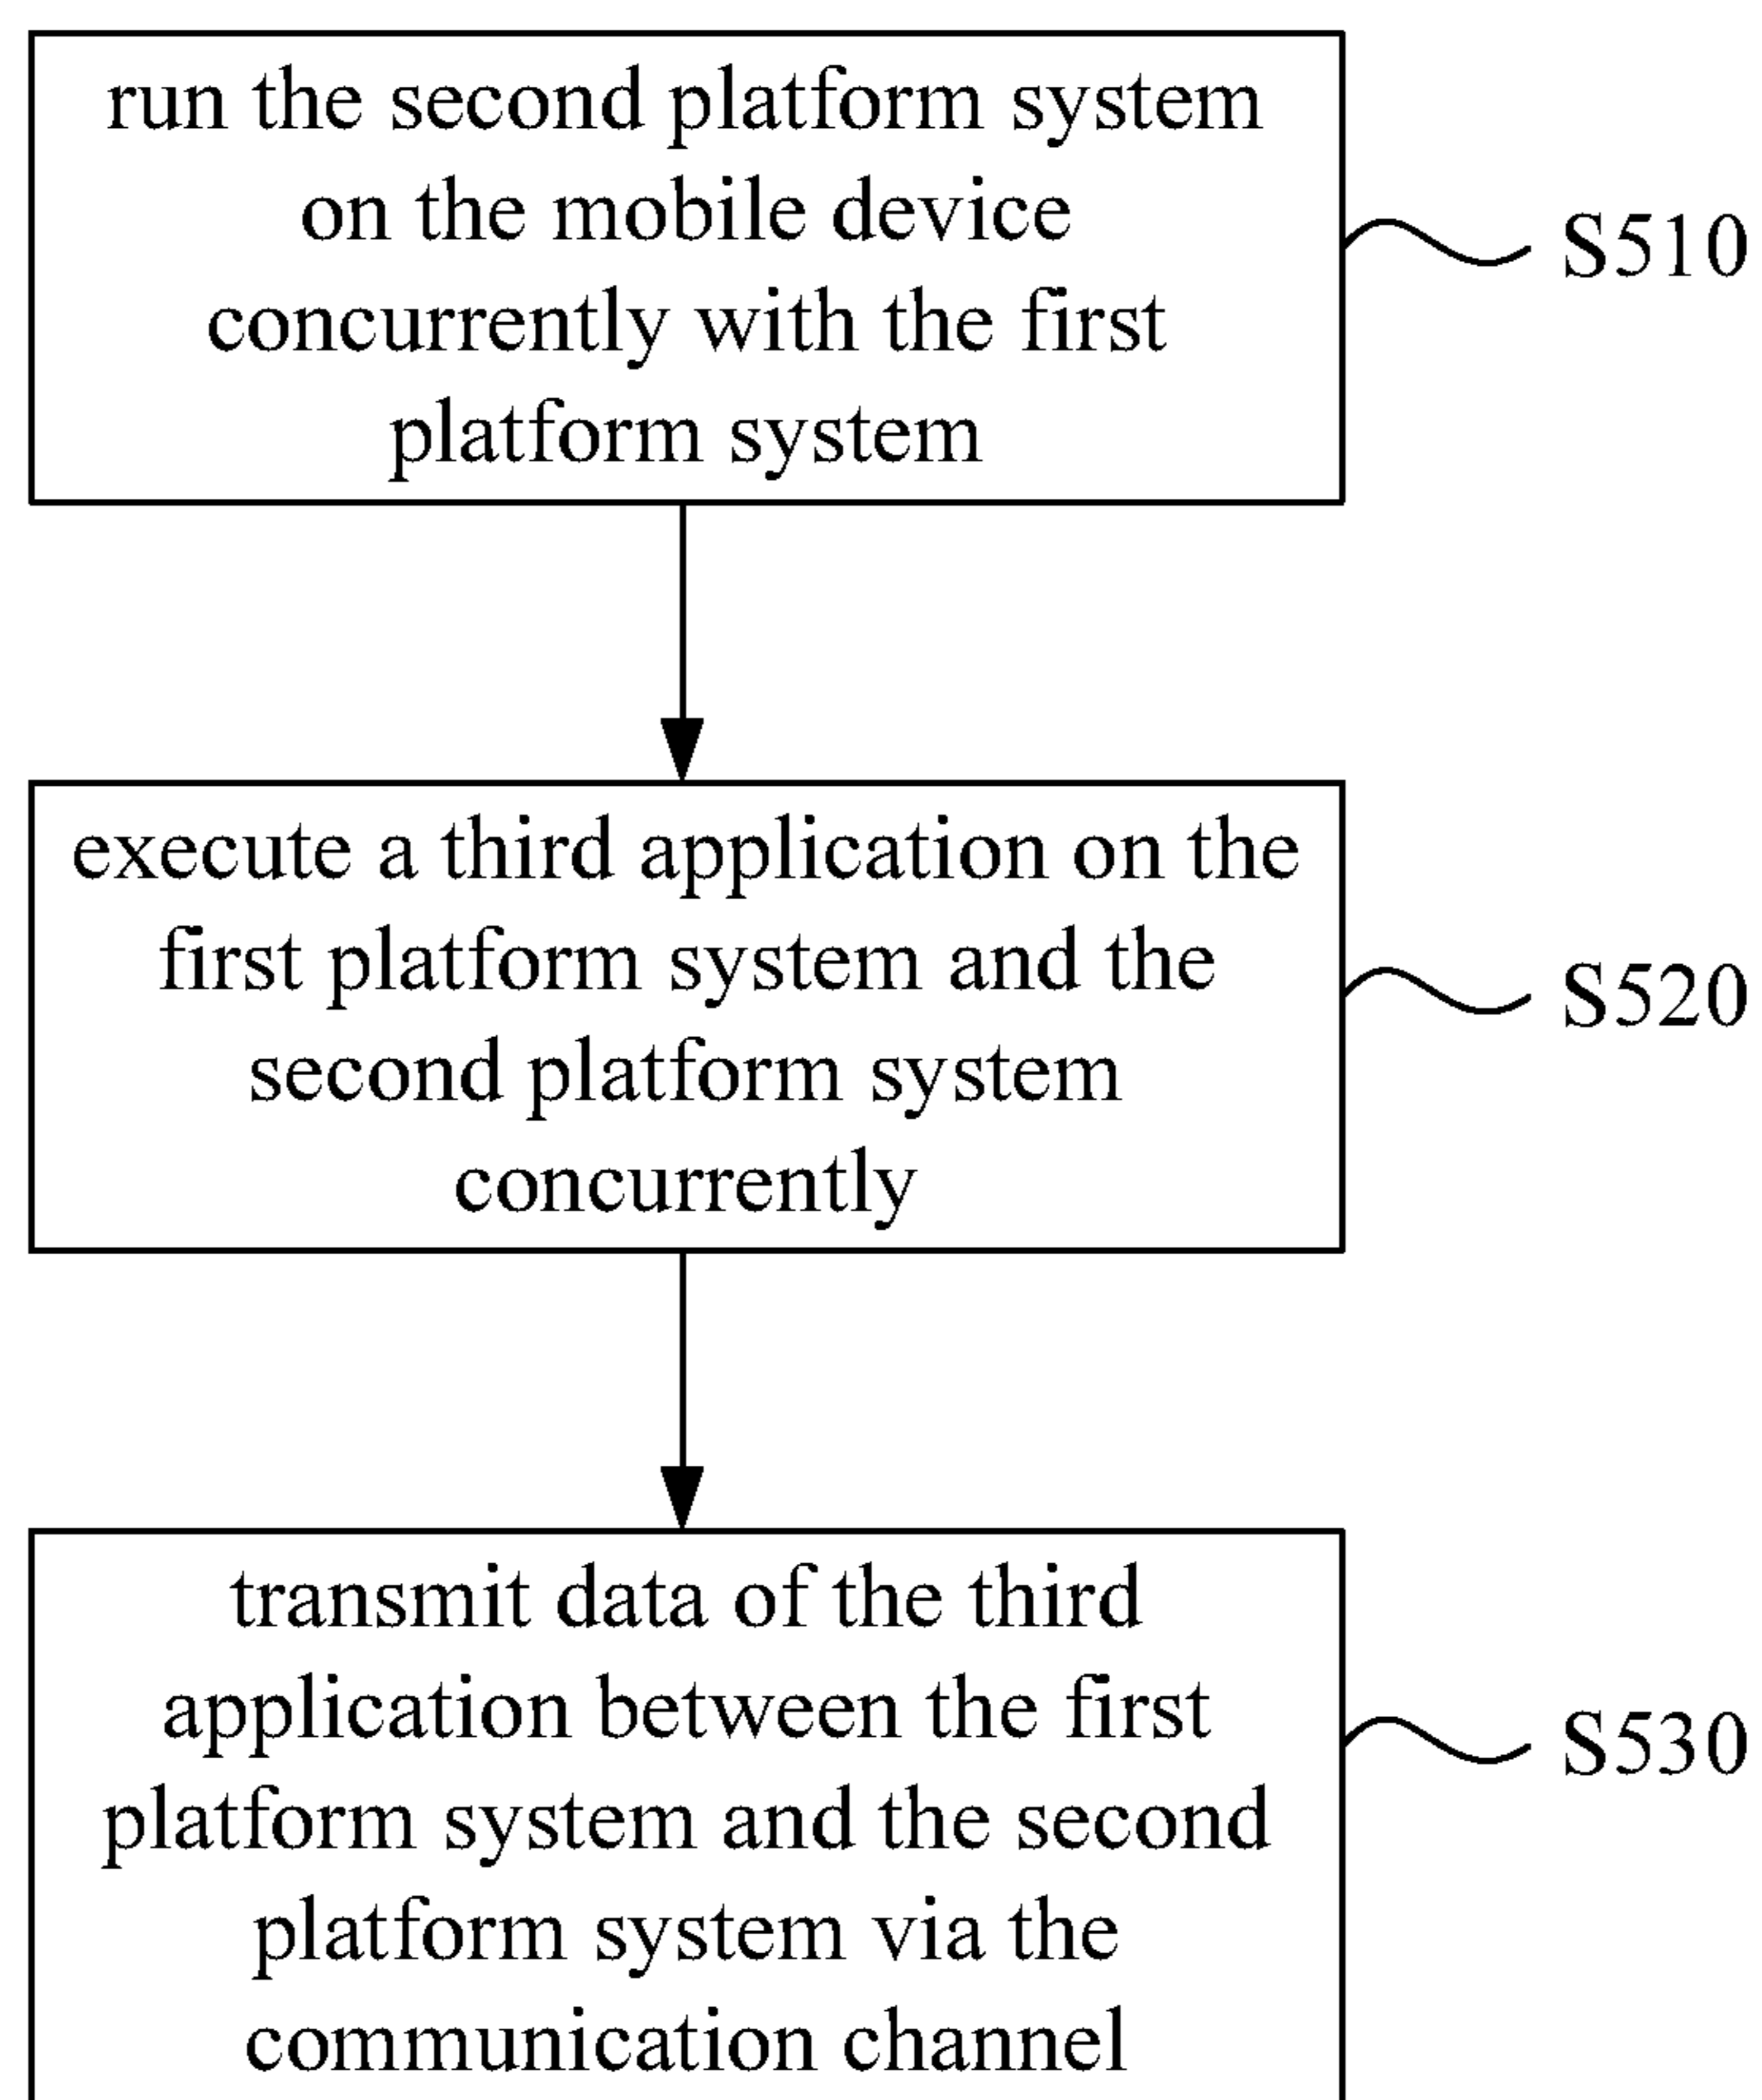 run the second platform system
on the mobile device
concurrently with the first
platform system
S510
execute a third application on the
first platform system and the
second platform system
concurrently
S520
transmit data of the third
application between the first
platform system and the second
platform system via the
communication channel
S530